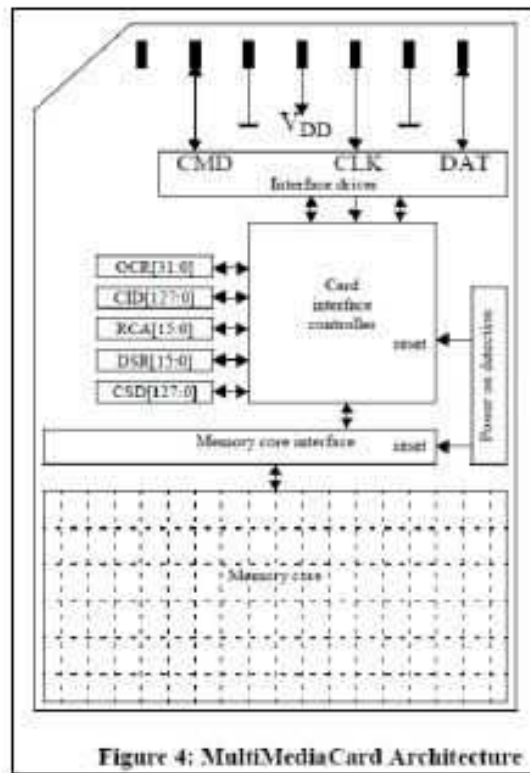 VDD
CMD CLK DAT
Interface driver
OCR[31:0]
CID[127:0]
RCA[15:0]
DSR[15:0]
CSD[127:0]
Card
interface
controller
reset
Power on detection
Memory core interface reset
Memory core
Figure 4: MultiMediaCard Architecture